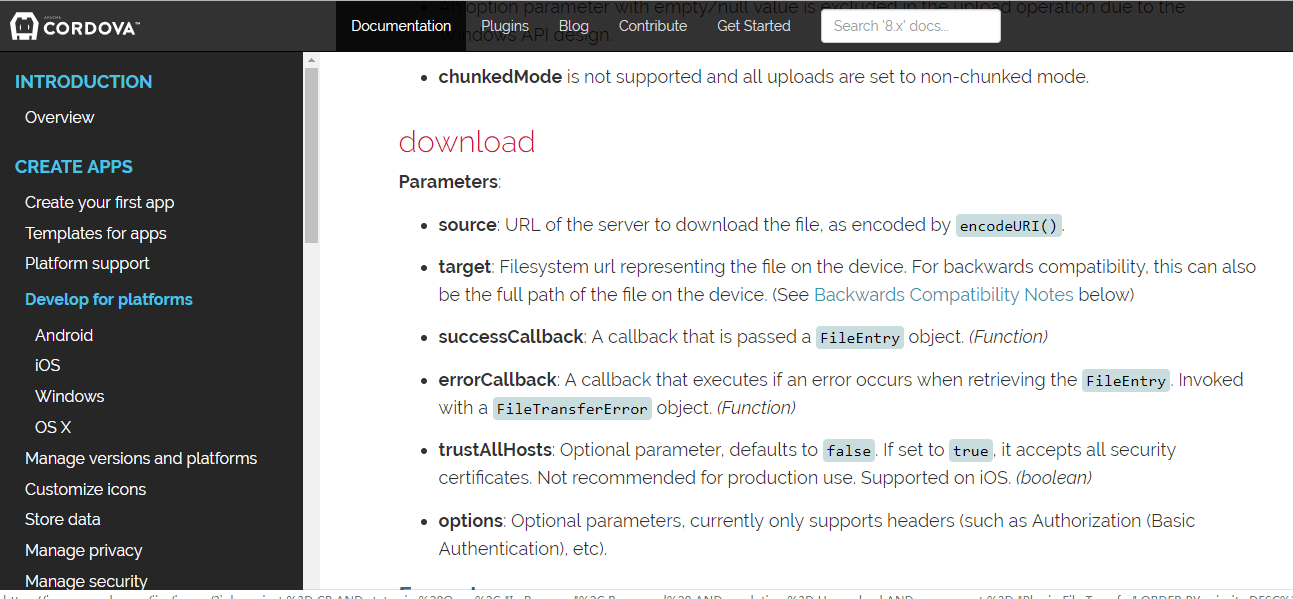 APACHE
CORDOVA™
Documentation
Plugins
Blog
Contribute
Get Started
Search '8.x' docs...
INTRODUCTION
Overview
CREATE APPS
Create your first app
Templates for apps
Platform support
Develop for platforms
Android
iOS
Windows
OS X
Manage versions and platforms
Customize icons
Store data
Manage privacy
Manage security
An option parameter with empty/null value is excluded in the upload operation due to the
Windows API design.
• chunkedMode is not supported and all uploads are set to non-chunked mode.
download
Parameters:
• source: URL of the server to download the file, as encoded by encodeURI().
• target: Filesystem url representing the file on the device. For backwards compatibility, this can also
be the full path of the file on the device. (See Backwards Compatibility Notes below)
• successCallback: A callback that is passed a FileEntry object. (Function)
• errorCallback: A callback that executes if an error occurs when retrieving the FileEntry. Invoked
with a FileTransferError object. (Function)
• trustAllHosts: Optional parameter, defaults to false. If set to true, it accepts all security
certificates. Not recommended for production use. Supported on iOS. (boolean)
• options: Optional parameters, currently only supports headers (such as Authorization (Basic
Authentication), etc).